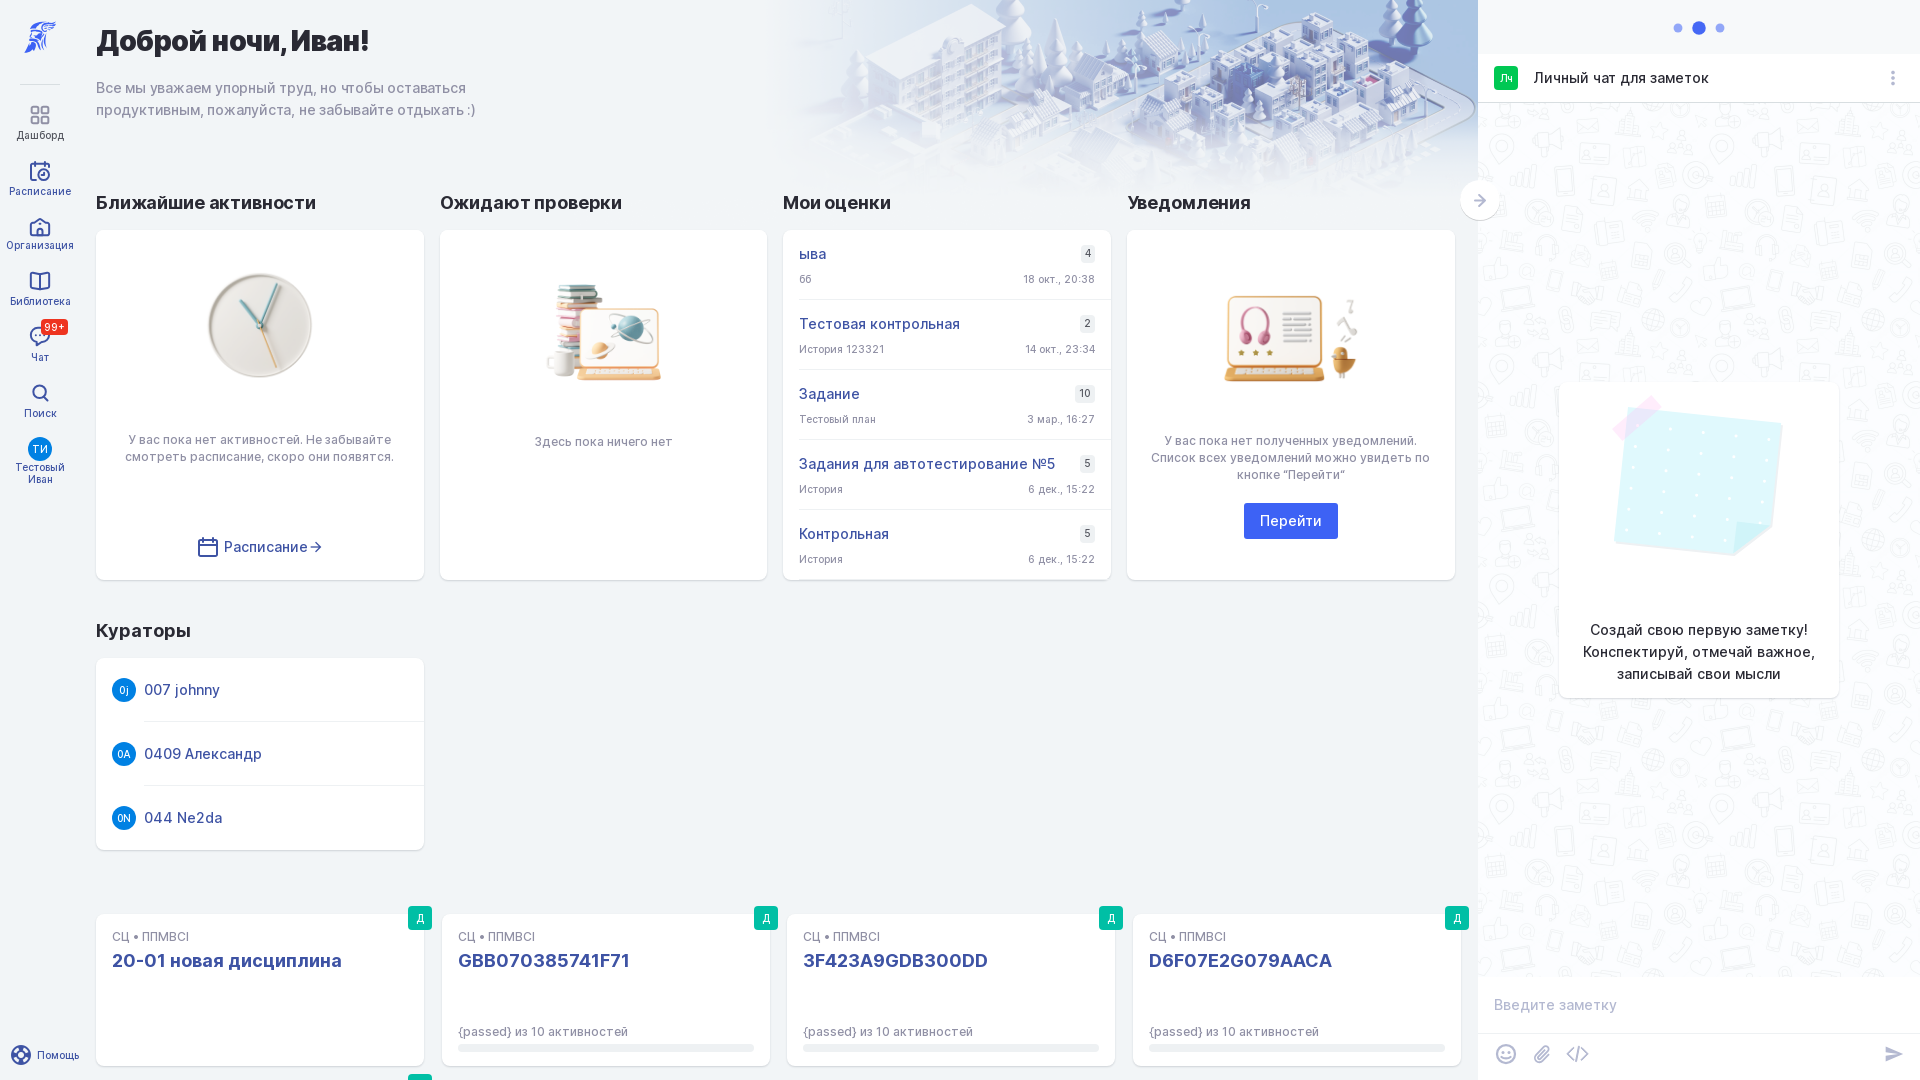 Доброй ночи, Иван!
Все мы уважаем упорный труд, но чтобы оставаться
продуктивным, пожалуйста, не забывайте отдыхать :)
Дашборд
Расписание
Организация
Библиотека
99+
Чат
Поиск
ТИ
Тестовый
Иван
Помощь
Ближайшие активности
У вас пока нет активностей. Не забывайте
смотреть расписание, скоро они появятся.
Расписание
Ожидают проверки
Здесь пока ничего нет
Мои оценки
ыва
4
бб
18 окт., 20:38
Тестовая контрольная
2
История 123321
14 окт., 23:34
Задание
10
Тестовый план
3 мар., 16:27
Задания для автотестирование №5
5
История
6 дек., 15:22
Контрольная
5
История
6 дек., 15:22
Уведомления
У вас пока нет полученных уведомлений.
Список всех уведомлений можно увидеть по
кнопке “Перейти“
Перейти
Кураторы
0j
007 johnny
0А
0409 Александр
0N
044 Ne2da
Д
СЦ • ППМВСІ
20-01 новая дисциплина
Д
СЦ • ППМВСІ
GBB070385741F71
{passed} из 10 активностей
Д
СЦ • ППМВСІ
3F423A9GDB300DD
{passed} из 10 активностей
Д
СЦ • ППМВСІ
D6F07E2G079AACA
{passed} из 10 активностей
Лч
Личный чат для заметок
Создай свою первую заметку!
Конспектируй, отмечай важное,
записывай свои мысли
Введите заметку